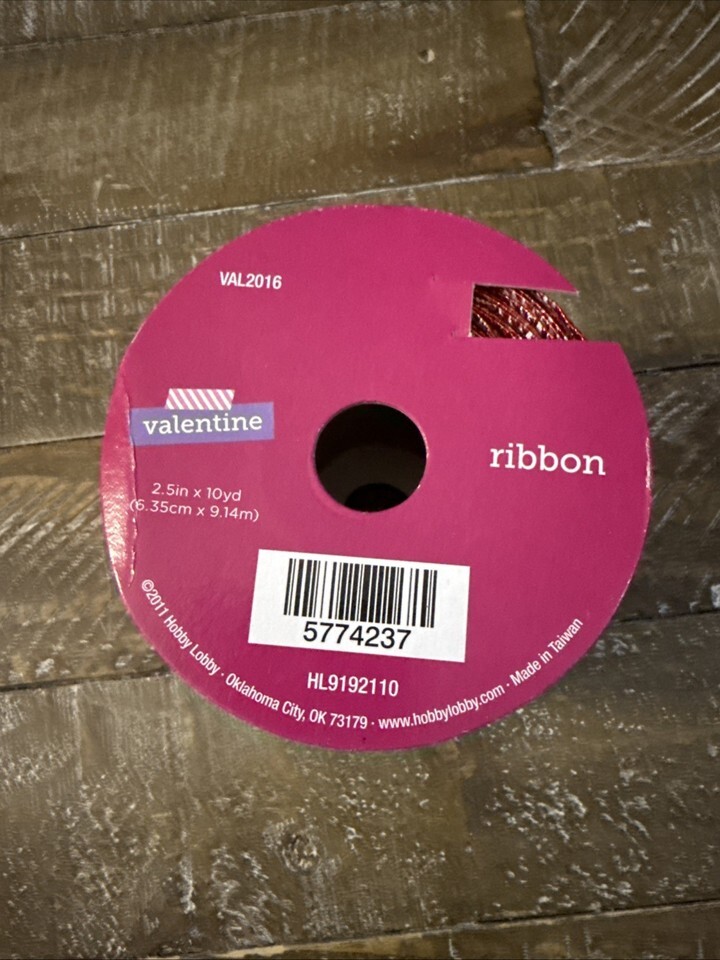 VAL2016
valentine
2.5in x 10yd
(6.35cm x 9.14m)
ribbon
5774237
HL9192110
©2011 Hobby Lobby · Oklahoma City, OK 73179 · www.hobbylobby.com · Made in Taiwan